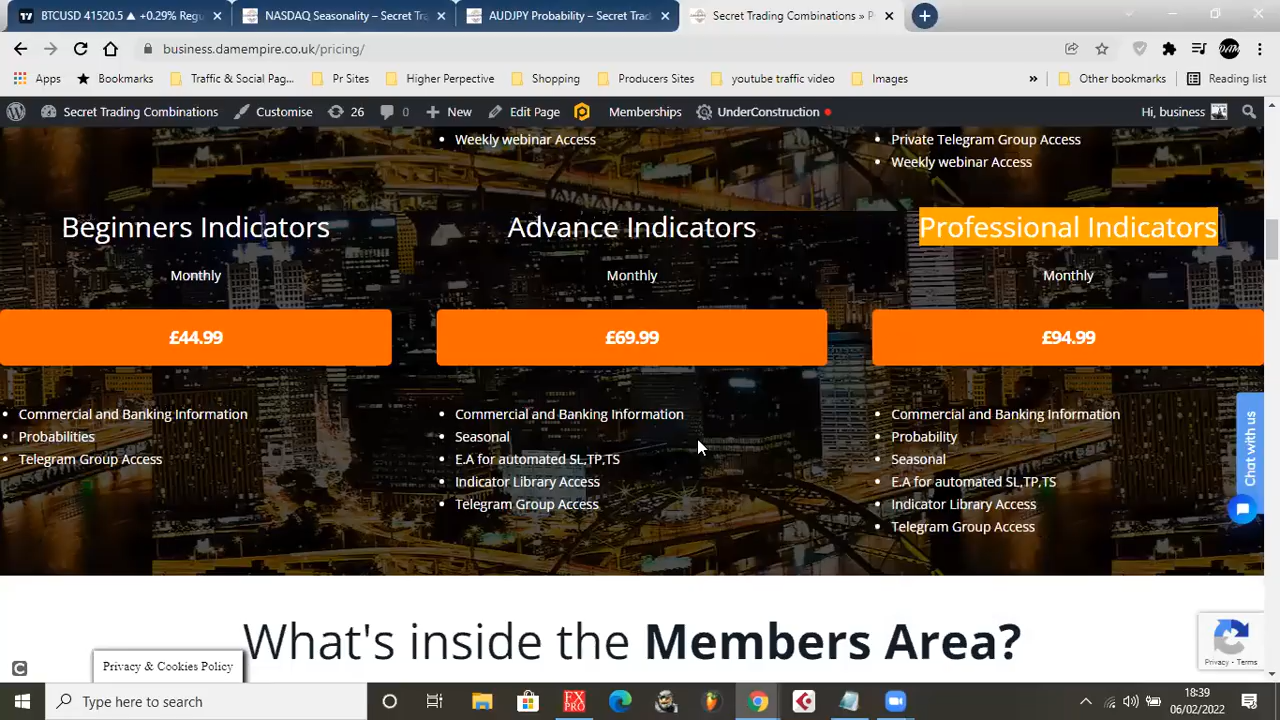 BTCUSD 41520.5 ▲ +0.29% Regu
NASDAQ Seasonality – Secret Tr
AUDJPY Probability – Secret Trad
Secret Trading Combinations » P
business.damempire.co.uk/pricing/
Apps
Bookmarks
Traffic & Social Pag...
Pr Sites
Higher Perpective
Shopping
Producers Sites
youtube traffic video
Images
»
Other bookmarks
Reading list
Secret Trading Combinations
Customise
26
0
New
Edit Page
Memberships
UnderConstruction
Hi, business
Weekly webinar Access
Private Telegram Group Access
Weekly webinar Access
Beginners Indicators
Monthly
£44.99
Commercial and Banking Information
Probabilities
Telegram Group Access
Advance Indicators
Monthly
£69.99
Commercial and Banking Information
Seasonal
E.A for automated SL,TP,TS
Indicator Library Access
Telegram Group Access
Professional Indicators
Monthly
£94.99
Commercial and Banking Information
Probability
Seasonal
E.A for automated SL,TP,TS
Indicator Library Access
Telegram Group Access
Chat with us
What's inside the Members Area?
Privacy & Cookies Policy
Privacy - Terms
Type here to search
FX
PRO
18:39
06/02/2022